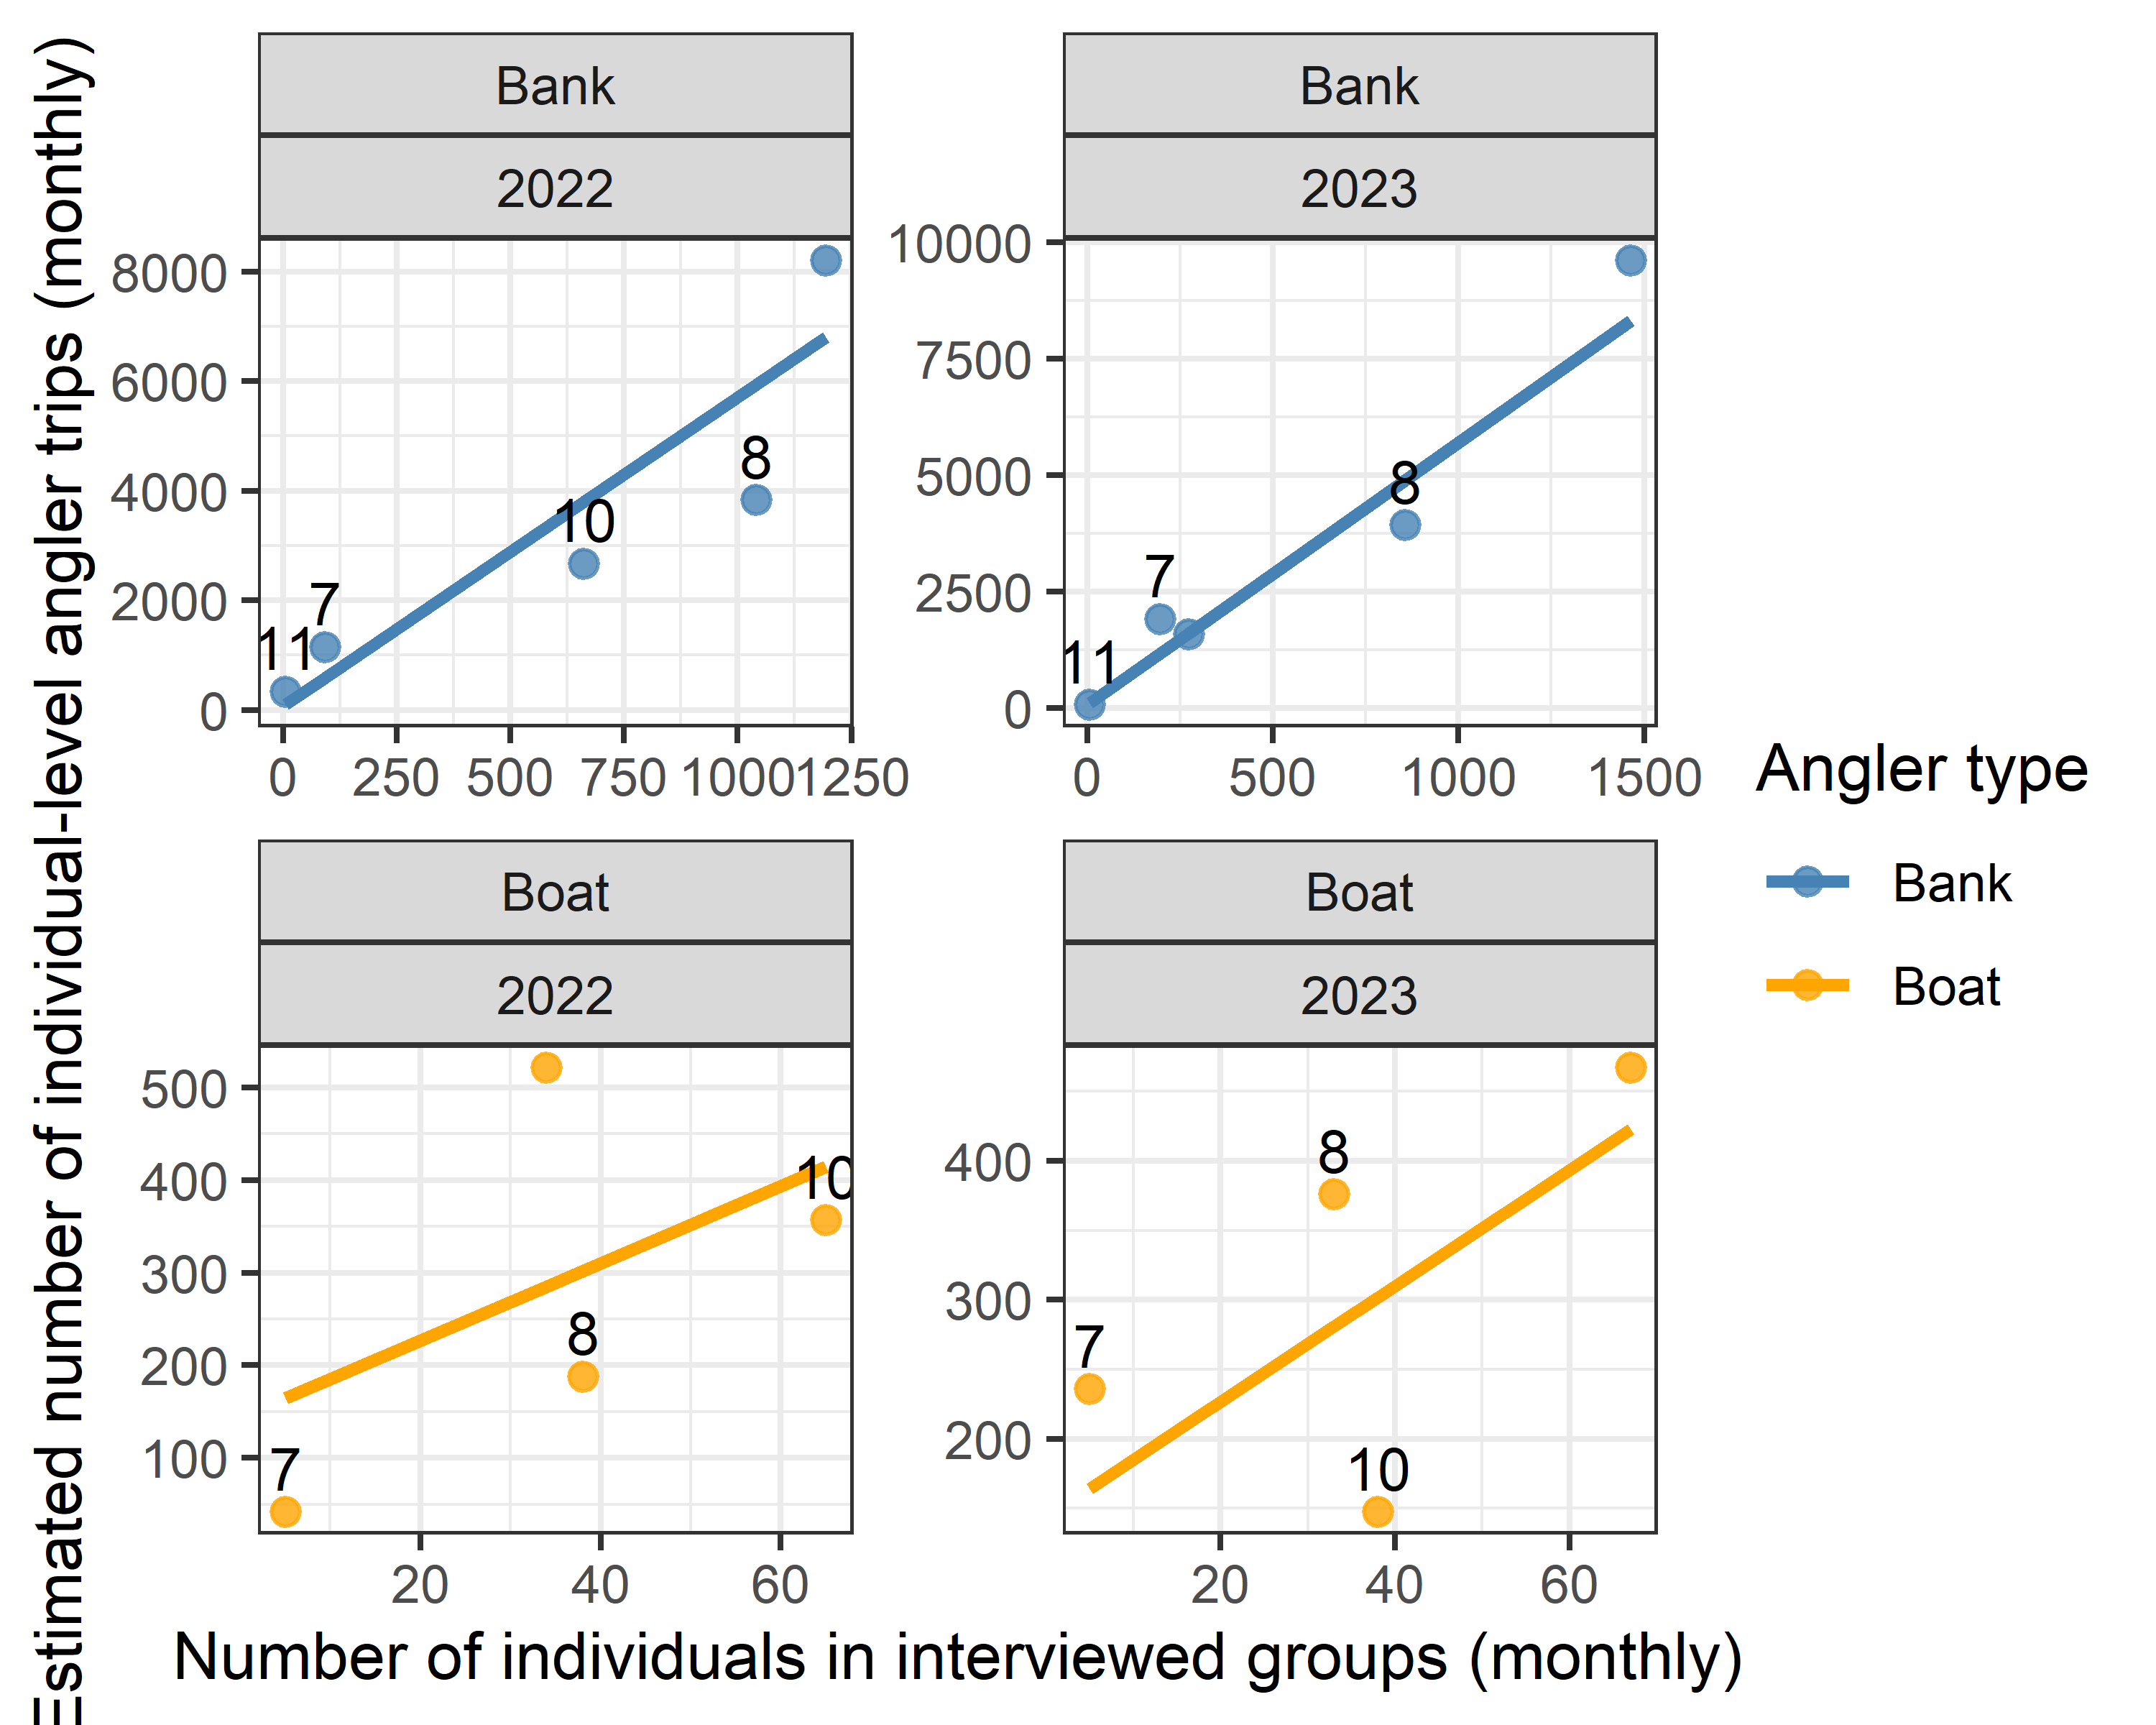 Estimated number of individual-level angler trips (monthly)
Bank
2022
8000
6000
4000
2000
0
11
7
10
8
0 250 500 750 1000 1250
Bank
2023
10000
7500
5000
2500
0
11
7
8
0 500 1000 1500
Boat
2022
500
400
300
200
100
7
8
10
20 40 60
Boat
2023
400
300
200
7
8
10
20 40 60
Number of individuals in interviewed groups (monthly)
Angler type
Bank
Boat